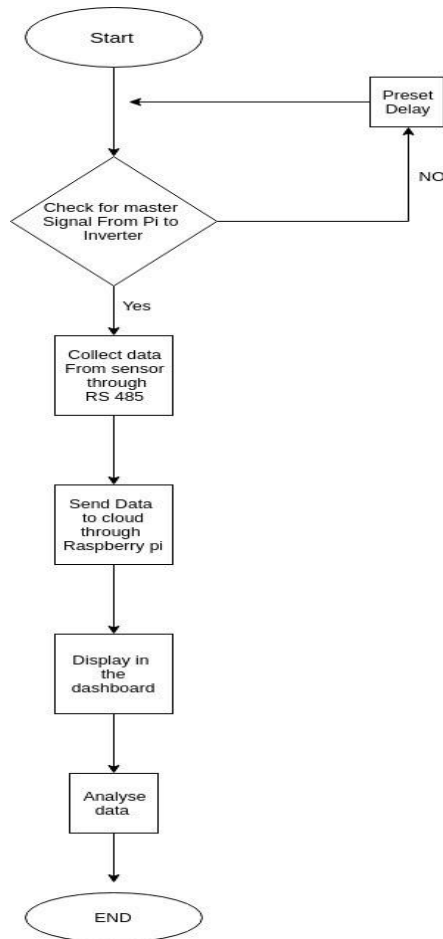 Start
Preset
Delay
Check for master
Signal From Pi to
Inverter
NO
Yes
Collect data
From sensor
through
RS 485
Send Data
to cloud
through
Raspberry pi
Display in
the
dashboard
Analyse
data
END